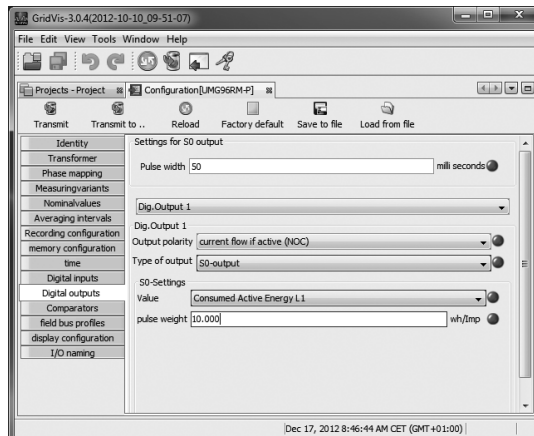 GridVis-3.0.4(2012-10-10_09-51-07)
File Edit View Tools Window Help
Projects - Project
Configuration[UMG96RM-P]
Transmit
Transmit to ..
Reload
Factory default
Save to file
Load from file
Identity
Transformer
Phase mapping
Measuringvariants
Nominalvalues
Averaging intervals
Recording configuration
memory configuration
time
Digital inputs
Digital outputs
Comparators
field bus profiles
display configuration
I/O naming
Settings for S0 output
Pulse width 50 milli seconds
Dig.Output 1
Dig.Output 1
Output polarity current flow if active (NOC)
Type of output S0-output
S0-Settings
Value Consumed Active Energy L1
pulse weight 10.000 wh/Imp
Dec 17, 2012 8:46:44 AM CET (GMT+01:00)